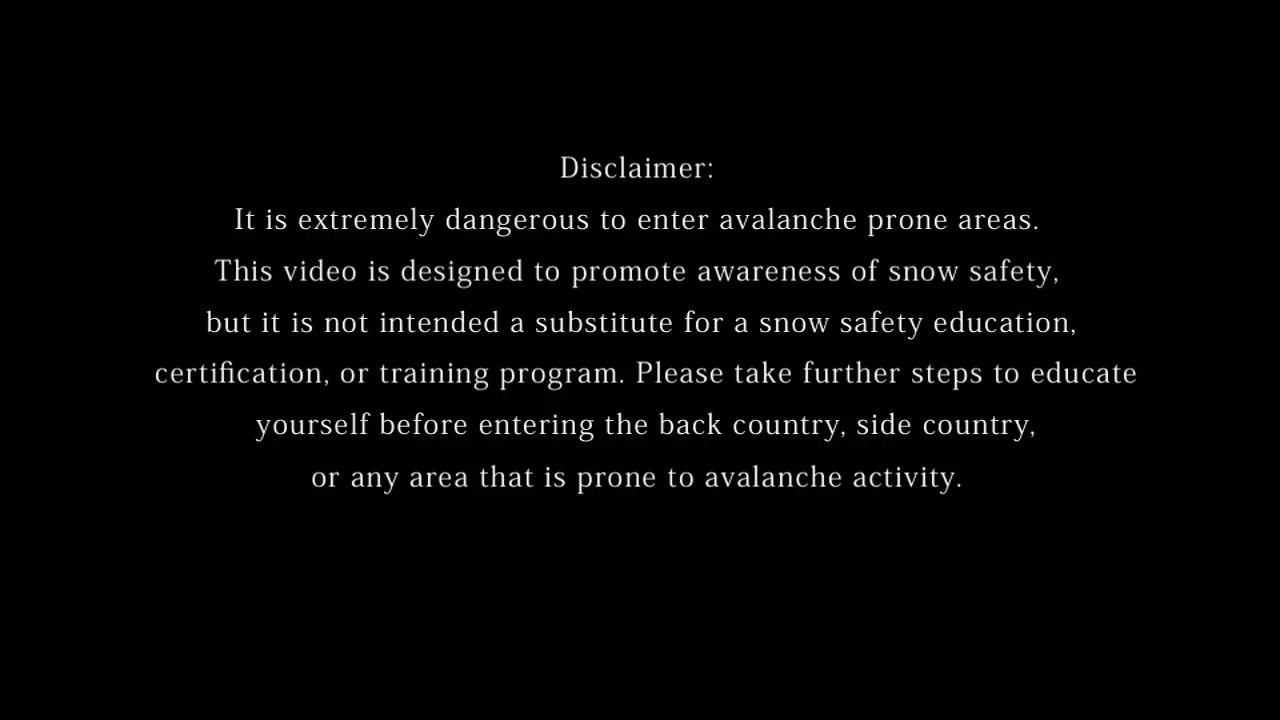 Disclaimer:
It is extremely dangerous to enter avalanche prone areas.
This video is designed to promote awareness of snow safety,
but it is not intended a substitute for a snow safety education,
certification, or training program. Please take further steps to educate
yourself before entering the back country, side country,
or any area that is prone to avalanche activity.